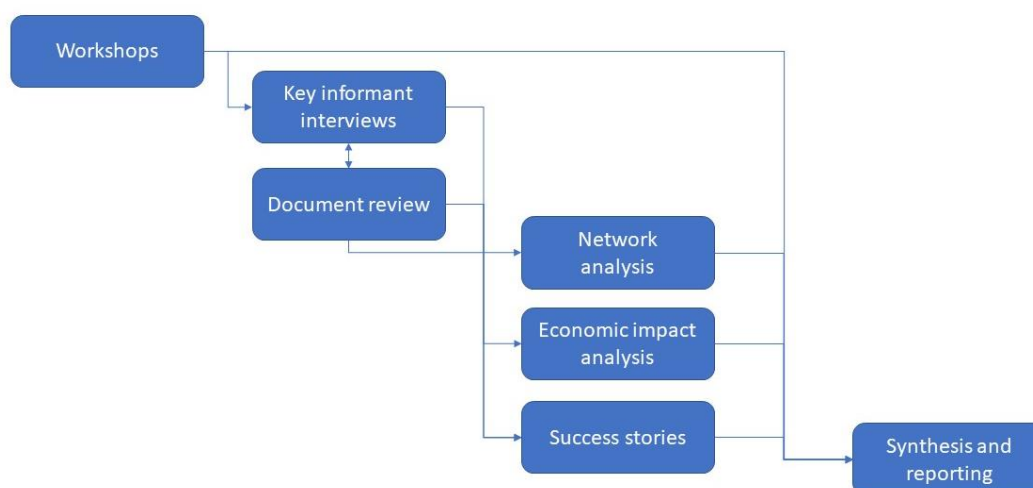 Workshops
Key informant
interviews
Document review
Network
analysis
Economic impact
analysis
Success stories
Synthesis and
reporting